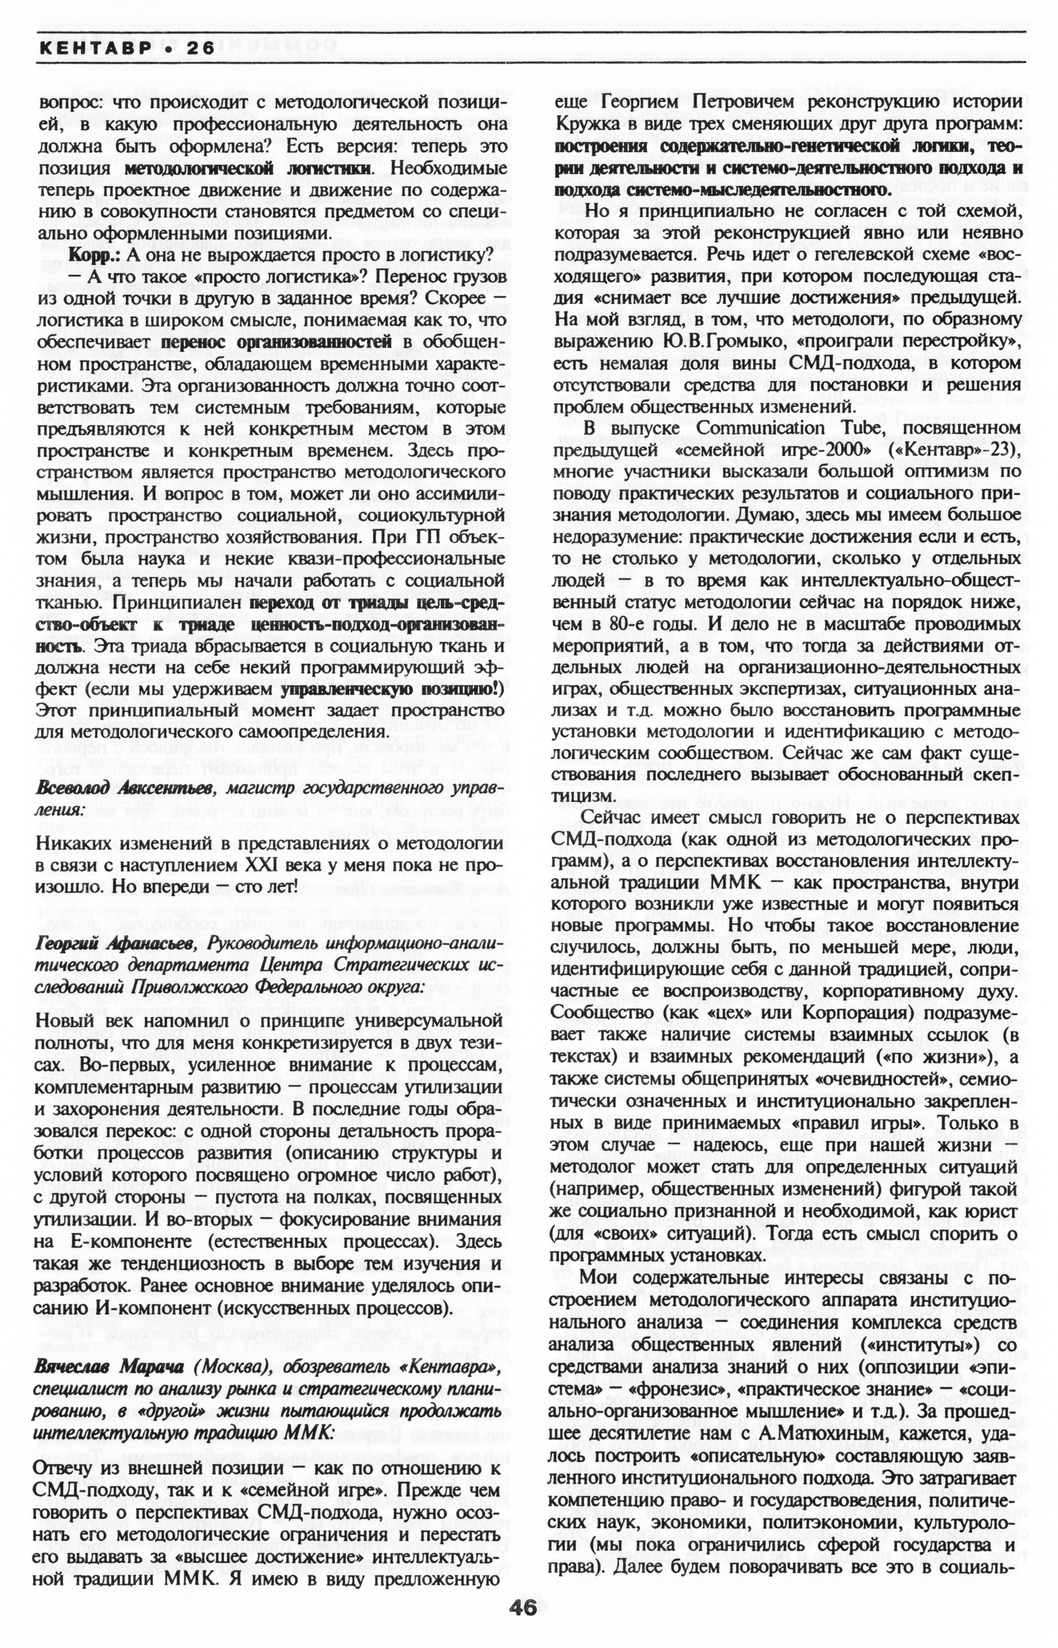 КЕНТАВР • 26
вопрос: что происходит с методологической позици-
ей, в какую профессиональную деятельность она
должна быть оформлена? Есть версия: теперь это
позиция методологической логистики. Необходимые
теперь проектное движение и движение по содержа-
нию в совокупности становятся предметом со специ-
ально оформленными позициями.
Корр.: А она не вырождается просто в логистику?
— А что такое «просто логистика»? Перенос грузов
из одной точки в другую в заданное время? Скорее —
логистика в широком смысле, понимаемая как то, что
обеспечивает перенос организованностей в обобщен-
ном пространстве, обладающем временными характе-
ристиками. Эта организованность должна точно соот-
ветствовать тем системным требованиям, которые
предъявляются к ней конкретным местом в этом
пространстве и конкретным временем. Здесь про-
странством является пространство методологического
мышления. И вопрос в том, может ли оно ассимили-
ровать пространство социальной, социокультурной
жизни, пространство хозяйствования. При ГП объек-
том была наука и некие квази-профессиональные
знания, а теперь мы начали работать с социальной
тканью. Принципиален переход от триады цель-сред-
ство-объект к триаде ценность-подход-организован-
ность. Эта триада вбрасывается в социальную ткань и
должна нести на себе некий программирующий эф-
фект (если мы удерживаем управленческую позицию!)
Этот принципиальный момент задает пространство
для методологического самоопределения.
Всеволод Авксентьев, магистр государственного управ-
ления:
Никаких изменений в представлениях о методологии
в связи с наступлением XXI века у меня пока не про-
изошло. Но впереди — сто лет!
Георгий Афанасьев, Руководитель информационо-анали-
тического департамента Центра Стратегических ис-
следований Приволжского Федерального округа:
Новый век напомнил о принципе универсумальной
полноты, что для меня конкретизируется в двух тези-
сах. Во-первых, усиленное внимание к процессам,
комплементарным развитию — процессам утилизации
и захоронения деятельности. В последние годы обра-
зовался перекос: с одной стороны детальность прора-
ботки процессов развития (описанию структуры и
условий которого посвящено огромное число работ),
с другой стороны — пустота на полках, посвященных
утилизации. И во-вторых — фокусирование внимания
на Е-компоненте (естественных процессах). Здесь
такая же тенденциозность в выборе тем изучения и
разработок. Ранее основное внимание уделялось опи-
санию И-компонент (искусственных процессов).
Вячеслав Марача (Москва), обозреватель «Кентавра»,
специалист по анализу рынка и стратегическому плани-
рованию, в «другой» жизни пытающийся продолжать
интеллектуальную традицию ММК:
Отвечу из внешней позиции — как по отношению к
СМД-подходу, так и к «семейной игре». Прежде чем
говорить о перспективах СМД-подхода, нужно осоз-
нать его методологические ограничения и перестать
его выдавать за «высшее достижение» интеллектуаль-
ной традиции ММК. Я имею в виду предложенную
еще Георгием Петровичем реконструкцию истории
Кружка в виде трех сменяющих друг друга программ:
построения содержательно-генетической логики, тео-
рии деятельности и системо-деятельностного подхода и
подхода системо-мыследеятельностного.
Но я принципиально не согласен с той схемой,
которая за этой реконструкцией явно или неявно
подразумевается. Речь идет о гегелевской схеме «вос-
ходящего» развития, при котором последующая ста-
дия «снимает все лучшие достижения» предыдущей.
На мой взгляд, в том, что методологи, по образному
выражению Ю.В.Громыко, «проиграли перестройку»,
есть немалая доля вины СМД-подхода, в котором
отсутствовали средства для постановки и решения
проблем общественных изменений.
В выпуске Communication Tube, посвященном
предыдущей «семейной игре-2000» («Кентавр»-23),
многие участники высказали большой оптимизм по
поводу практических результатов и социального при-
знания методологии. Думаю, здесь мы имеем большое
недоразумение: практические достижения если и есть,
то не столько у методологии, сколько у отдельных
людей — в то время как интеллектуально-общест-
венный статус методологии сейчас на порядок ниже,
чем в 80-е годы. И дело не в масштабе проводимых
мероприятий, а в том, что тогда за действиями от-
дельных людей на организационно-деятельностных
играх, общественных экспертизах, ситуационных ана-
лизах и т.д. можно было восстановить программные
установки методологии и идентификацию с методо-
логическим сообществом. Сейчас же сам факт суще-
ствования последнего вызывает обоснованный скеп-
тицизм.
Сейчас имеет смысл говорить не о перспективах
СМД-подхода (как одной из методологических про-
грамм), а о перспективах восстановления интеллекту-
альной традиции ММК — как пространства, внутри
которого возникли уже известные и могут появиться
новые программы. Но чтобы такое восстановление
случилось, должны быть, по меньшей мере, люди,
идентифицирующие себя с данной традицией, сопри-
частные ее воспроизводству, корпоративному духу.
Сообщество (как «цех» или Корпорация) подразуме-
вает также наличие системы взаимных ссылок (в
текстах) и взаимных рекомендаций («по жизни»), а
также системы общепринятых «очевидностей», семио-
тически означенных и институционально закреплен-
ных в виде принимаемых «правил игры». Только в
этом случае — надеюсь, еще при нашей жизни —
методолог может стать для определенных ситуаций
(например, общественных изменений) фигурой такой
же социально признанной и необходимой, как юрист
(для «своих» ситуаций). Тогда есть смысл спорить о
программных установках.
Мои содержательные интересы связаны с по-
строением методологического аппарата институцио-
нального анализа — соединения комплекса средств
анализа общественных явлений («институты») со
средствами анализа знаний о них (оппозиции «эпи-
стема» — «фронезис», «практическое знание» — «соци-
ально-организованное мышление» и т.д.). За прошед-
шее десятилетие нам с А.Матюхиным, кажется, уда-
лось построить «описательную» составляющую заяв-
ленного институционального подхода. Это затрагивает
компетенцию право- и государствоведения, политиче-
ских наук, экономики, политэкономии, культуроло-
гии (мы пока ограничились сферой государства и
права). Далее будем поворачивать все это в социаль-
46